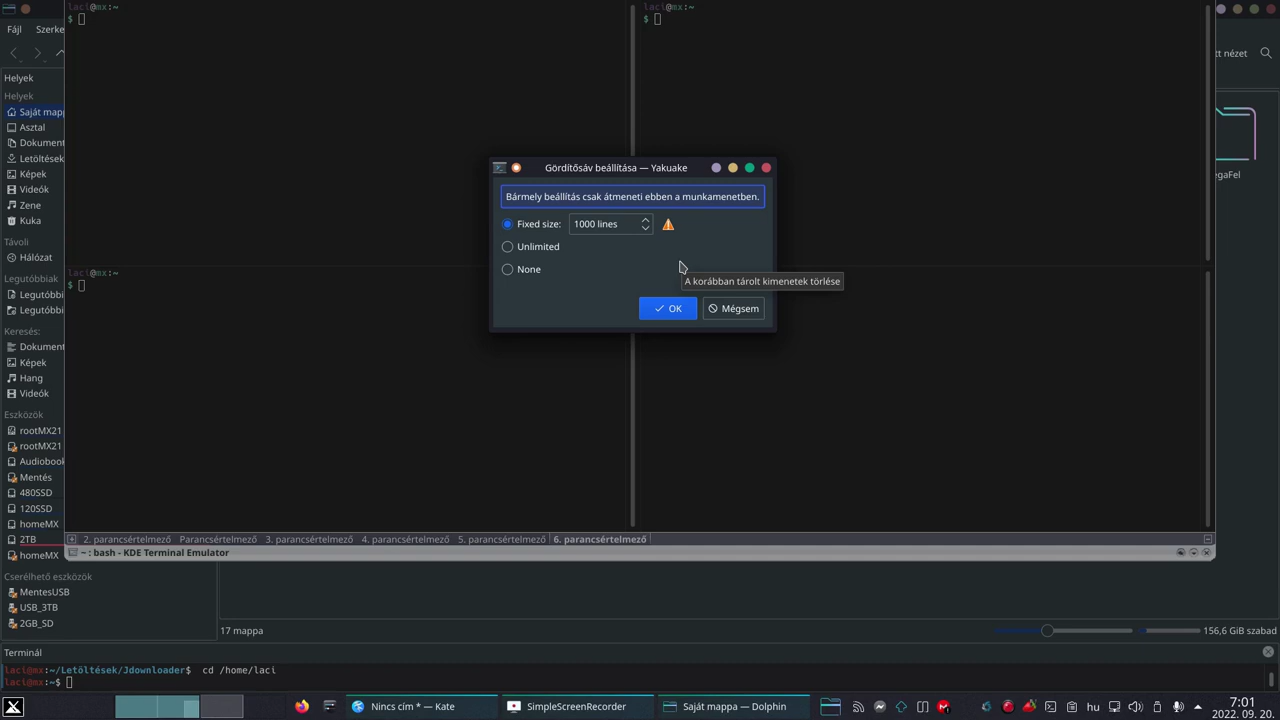 laci@mx:~
$
laci@mx:~
$
Fájl
Szerke
tt nézet
Helyek
Helyek
Saját mapp
Asztal
Dokument
Letöltések
Képek
Videók
Zene
Kuka
Távoli
Hálózat
Legutóbbiak
Legutóbbi
Legutóbbi
Keresés:
Dokument
Képek
Hang
Videók
Eszközök
rootMX21
rootMX21
Audiobook
Mentés
480SSD
120SSD
homeMX
2TB
homeMX
Cserélhető eszközök
MentesUSB
USB_3TB
2GB_SD
egaFel
Gördítősáv beállítása — Yakuake
Bármely beállítás csak átmeneti ebben a munkamenetben.
Fixed size: 1000 lines
Unlimited
None
A korábban tárolt kimenetek törlése
OK
Mégsem
laci@mx:~
$
2. parancsértelmező Parancsértelmező 3. parancsértelmező 4. parancsértelmező 5. parancsértelmező 6. parancsértelmező
~ : bash - KDE Terminal Emulator
17 mappa
156,6 GiB szabad
Terminál
laci@mx:~/Letöltések/Jdownloader$ cd /home/laci
laci@mx:~$
Nincs cím * — Kate
SimpleScreenRecorder
Saját mappa — Dolphin
hu
7:01
2022. 09. 20.